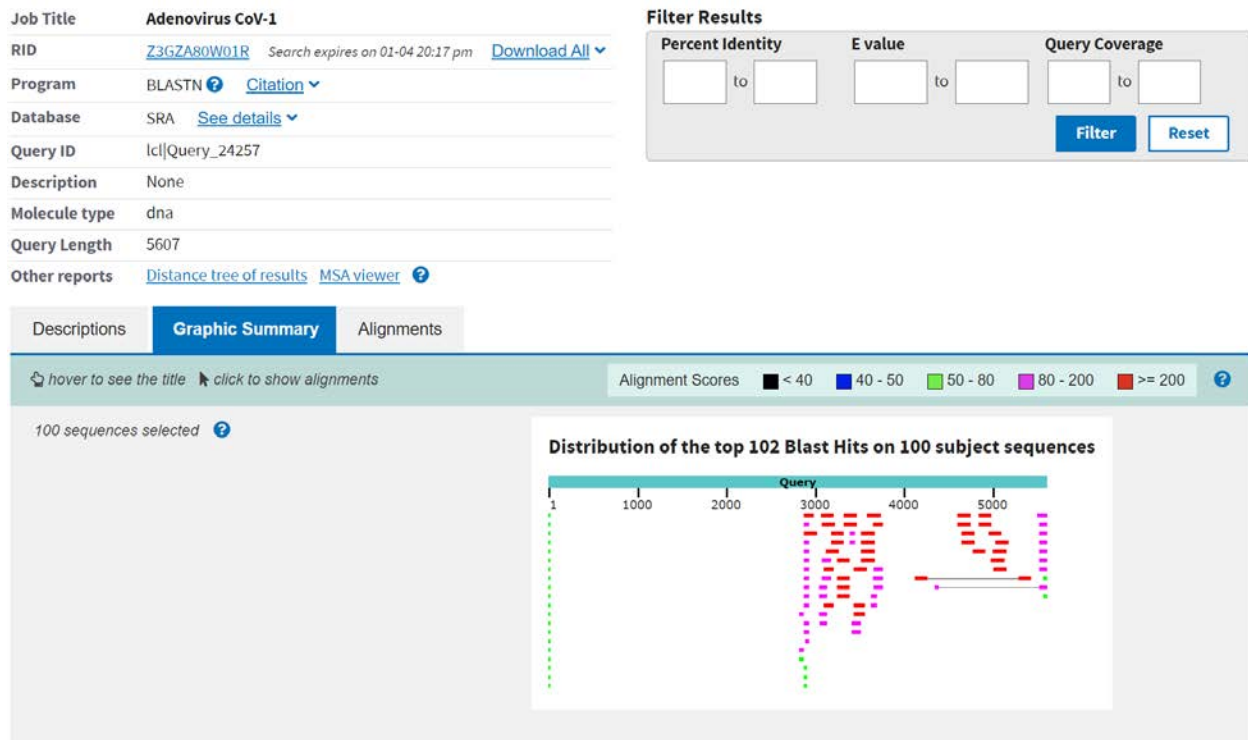 Job Title Adenovirus CoV-1
RID Z3GZA80W01R Search expires on 01-04 20:17 pm Download All
Program BLASTN ? Citation
Database SRA See details
Query ID lcl|Query_24257
Description None
Molecule type dna
Query Length 5607
Other reports Distance tree of results MSA viewer ?
Filter Results
Percent Identity E value Query Coverage
to to to
Filter Reset
Descriptions Graphic Summary Alignments
hover to see the title click to show alignments Alignment Scores < 40 40 - 50 50 - 80 80 - 200 >= 200 ?
100 sequences selected ?
Distribution of the top 102 Blast Hits on 100 subject sequences
Query
1 1000 2000 3000 4000 5000